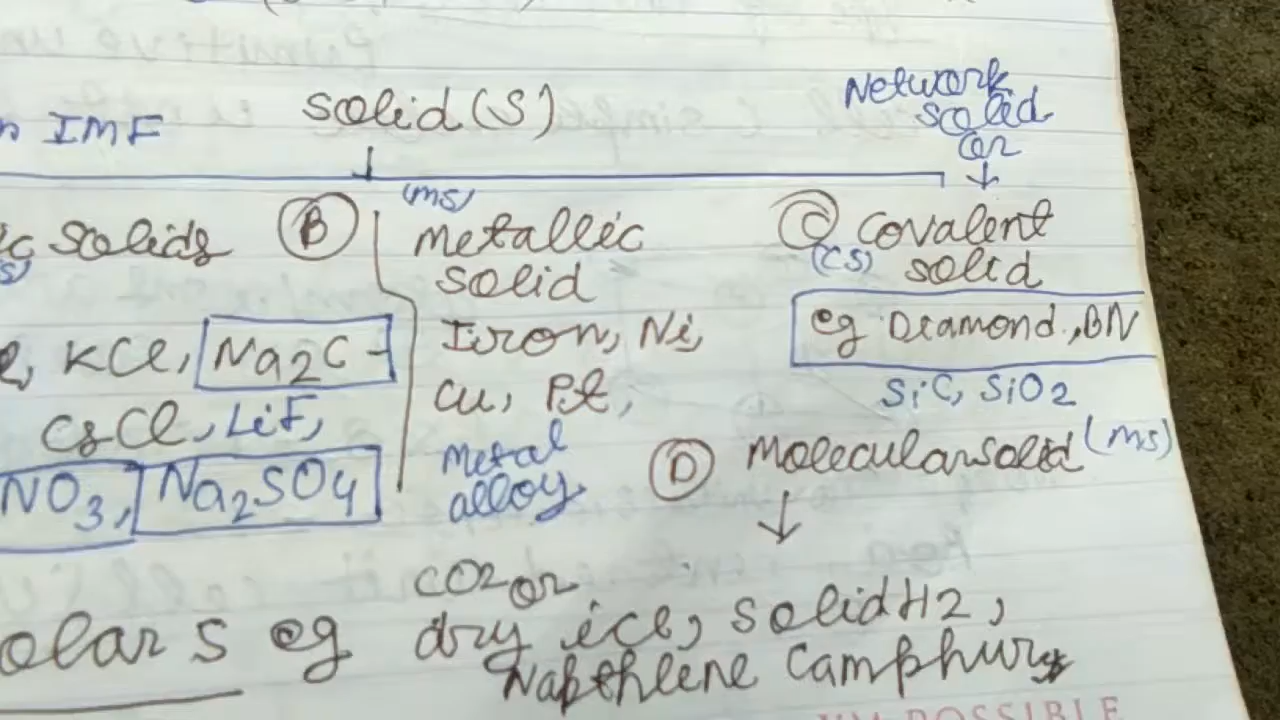 solid (S)
Network
solid
or
IMF
(ms)
solids
B
Metallic
solid
C Covalent
(CS) solid
Iron, Ni,
Cu, Pt,
Metal
alloy
eg Diamond, BN
SiC, SiO2
KCl, Na2C
CsCl, LiF,
NO3, Na2SO4
D Molecular solid (ms)
CO2 or
olar S eg dry ice, solid H2,
Napthlene Camphur,